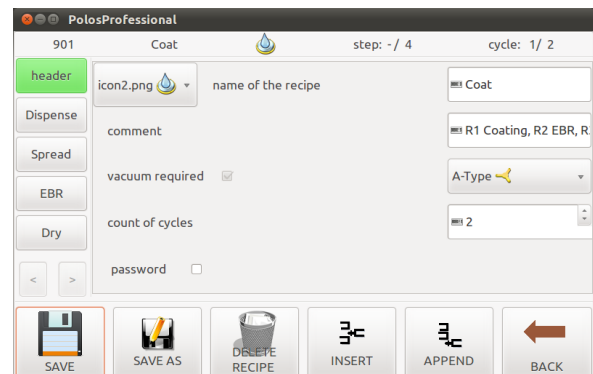 PolosProfessional
901 Coat step: -/ 4 cycle: 1/ 2
header
icon2.png name of the recipe Coat
Dispense
comment R1 Coating, R2 EBR, R
Spread
vacuum required A-Type
EBR
count of cycles 2
Dry
password
< >
SAVE
SAVE AS
DELETE
RECIPE
INSERT
APPEND
BACK